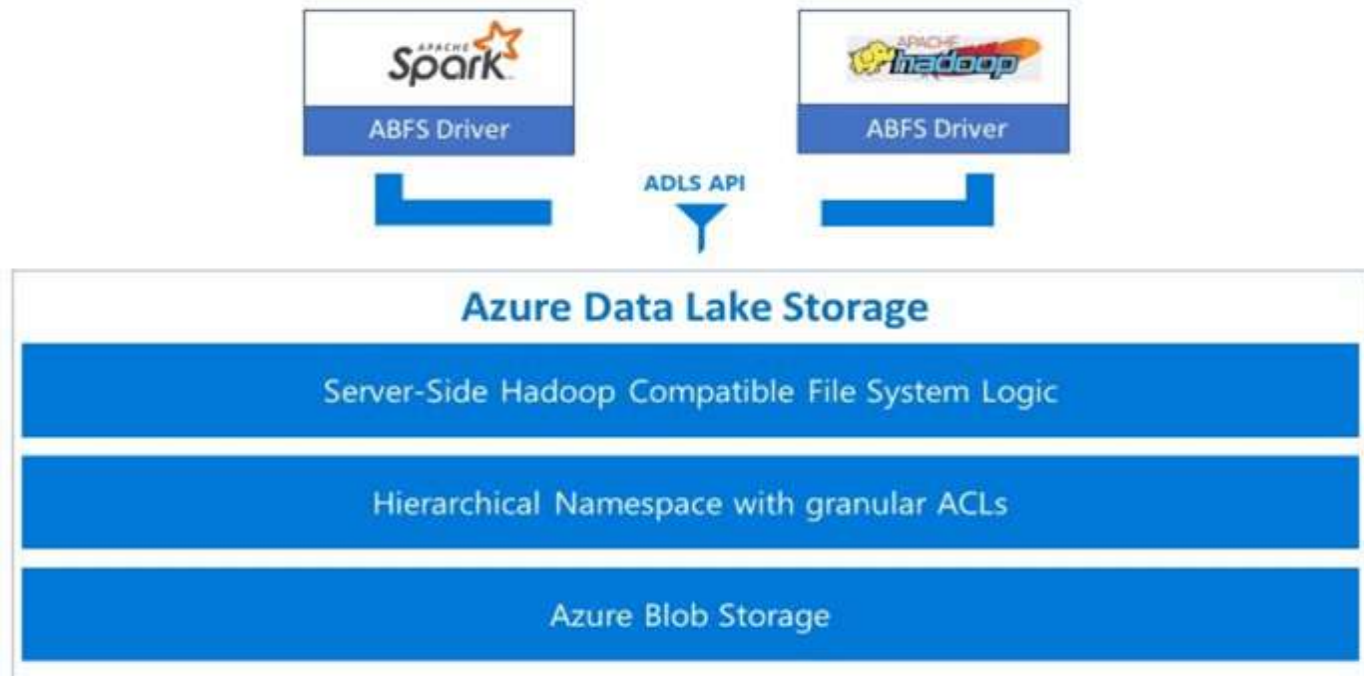 APACHE
Spark
APACHE
hadoop
ABFS Driver
ABFS Driver
ADLS API
Azure Data Lake Storage
Server-Side Hadoop Compatible File System Logic
Hierarchical Namespace with granular ACLs
Azure Blob Storage